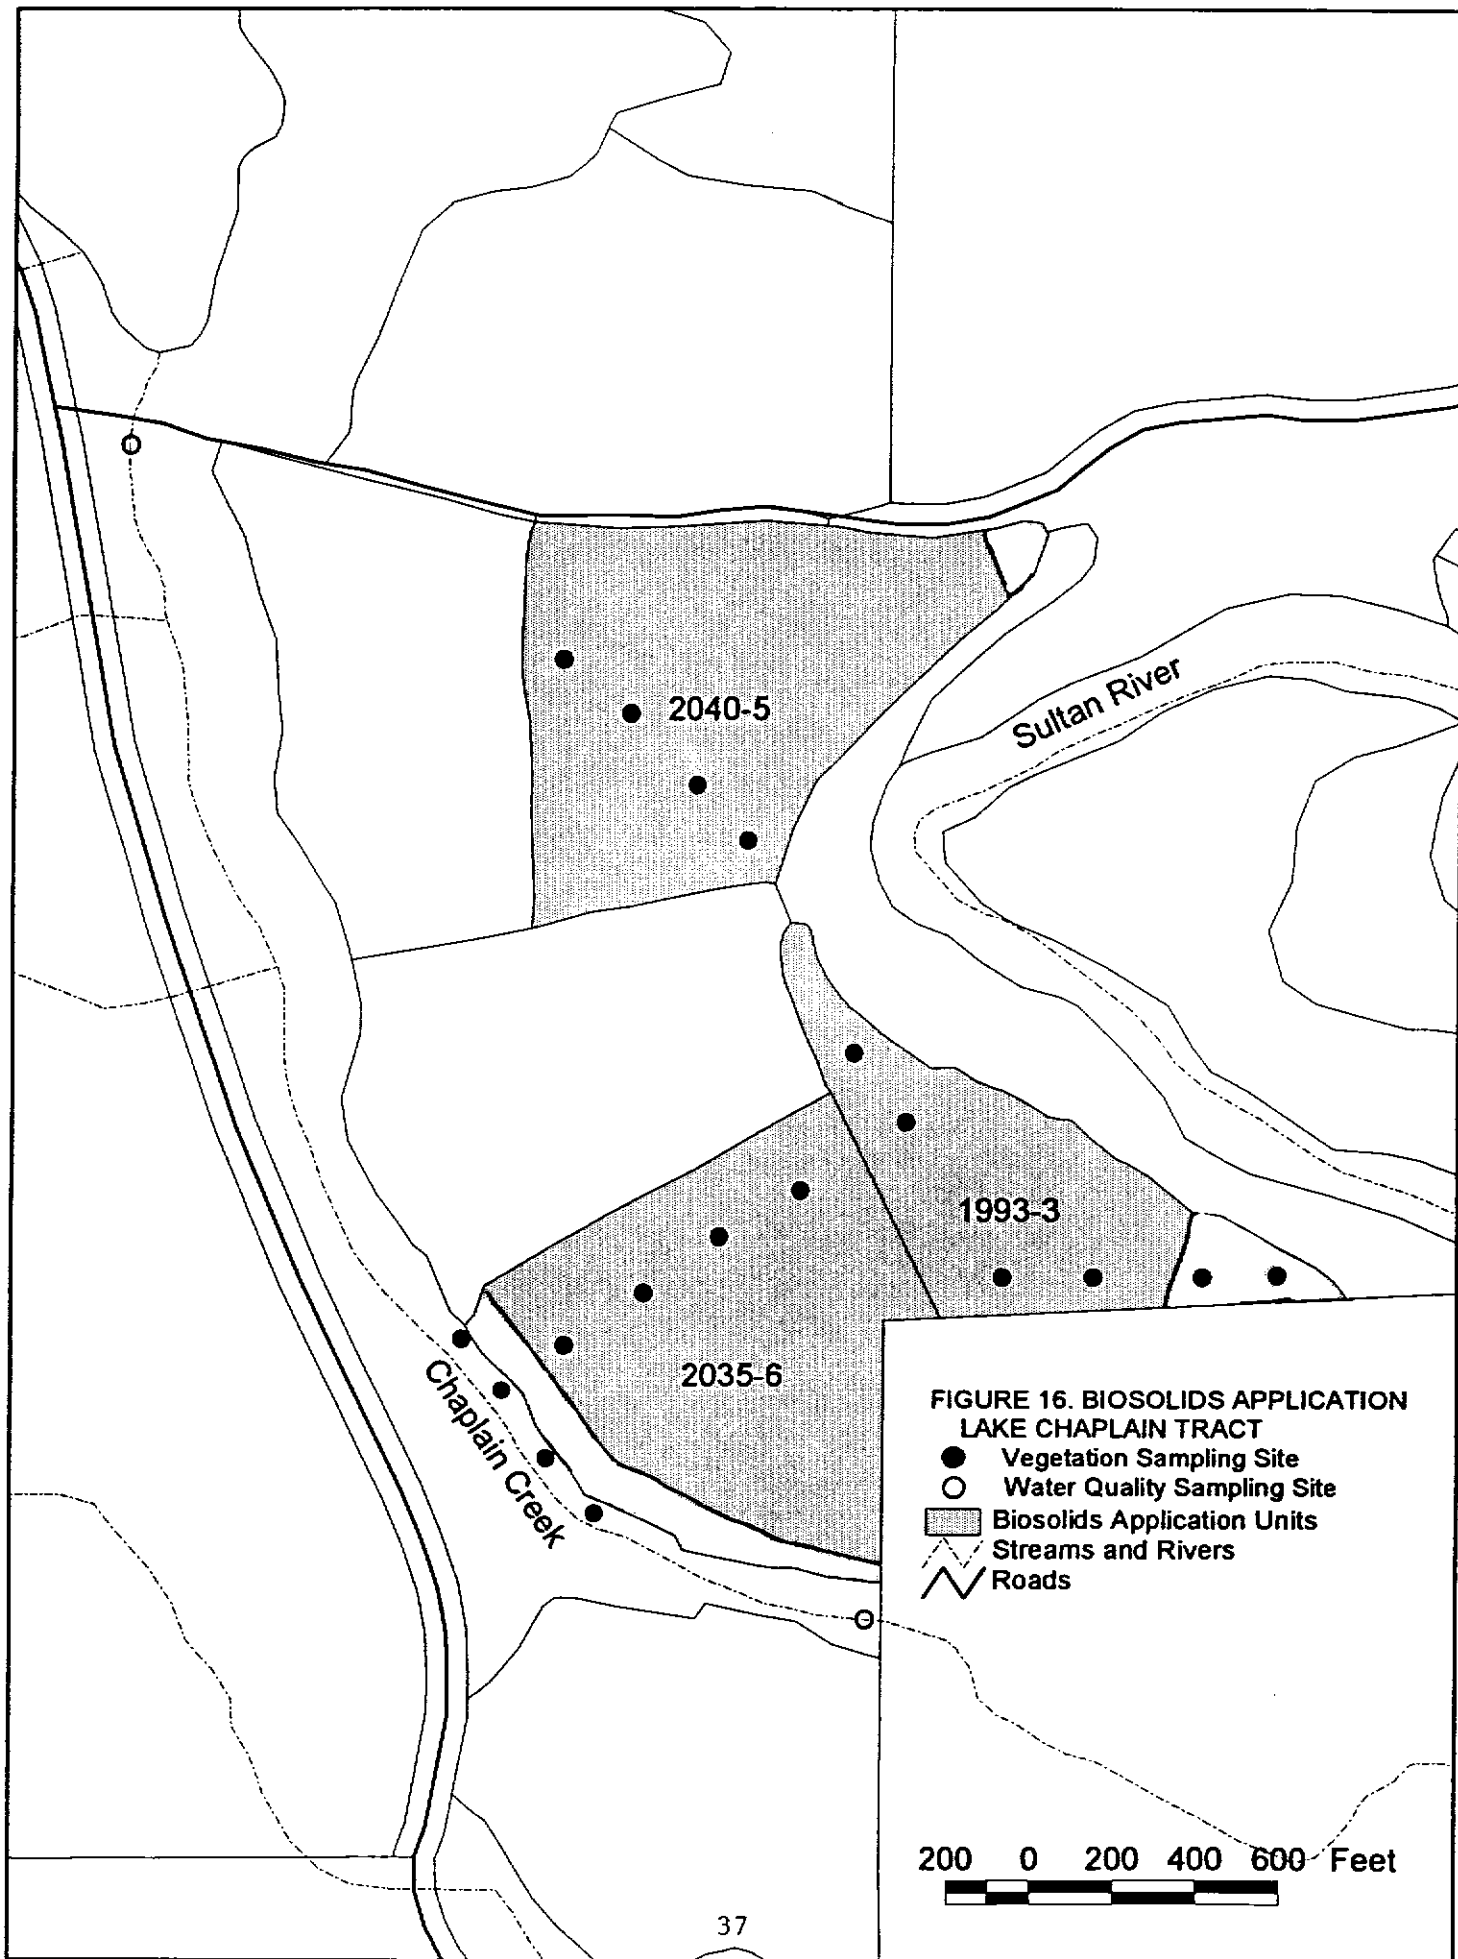 2040-5
Sultan River
1993-3
2035-6
Chaplain Creek
FIGURE 16. BIOSOLIDS APPLICATION
LAKE CHAPLAIN TRACT
Vegetation Sampling Site
Water Quality Sampling Site
Biosolids Application Units
Streams and Rivers
Roads
200 0 200 400 600 Feet
37